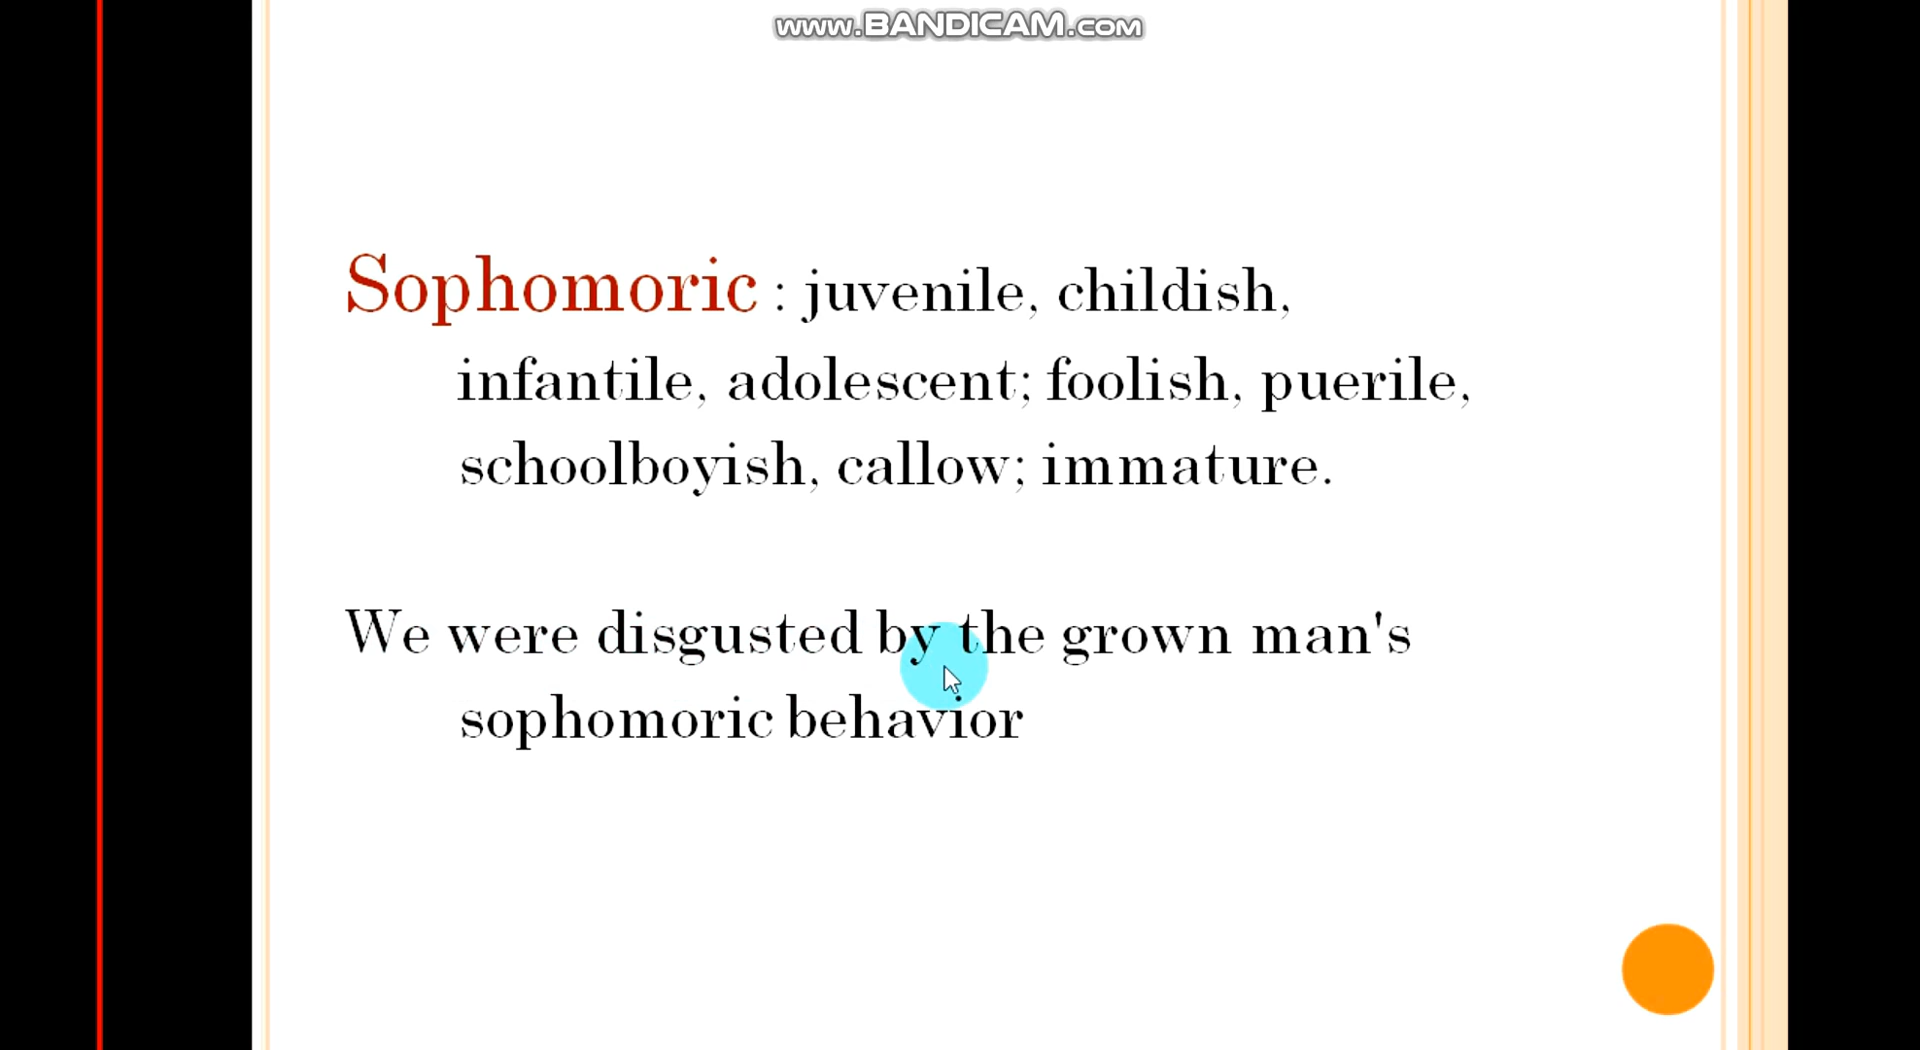 www.BANDICAM.com
Sophomoric : juvenile, childish,
infantile, adolescent; foolish, puerile,
schoolboyish, callow; immature.
We were disgusted by the grown man's
sophomoric behavior